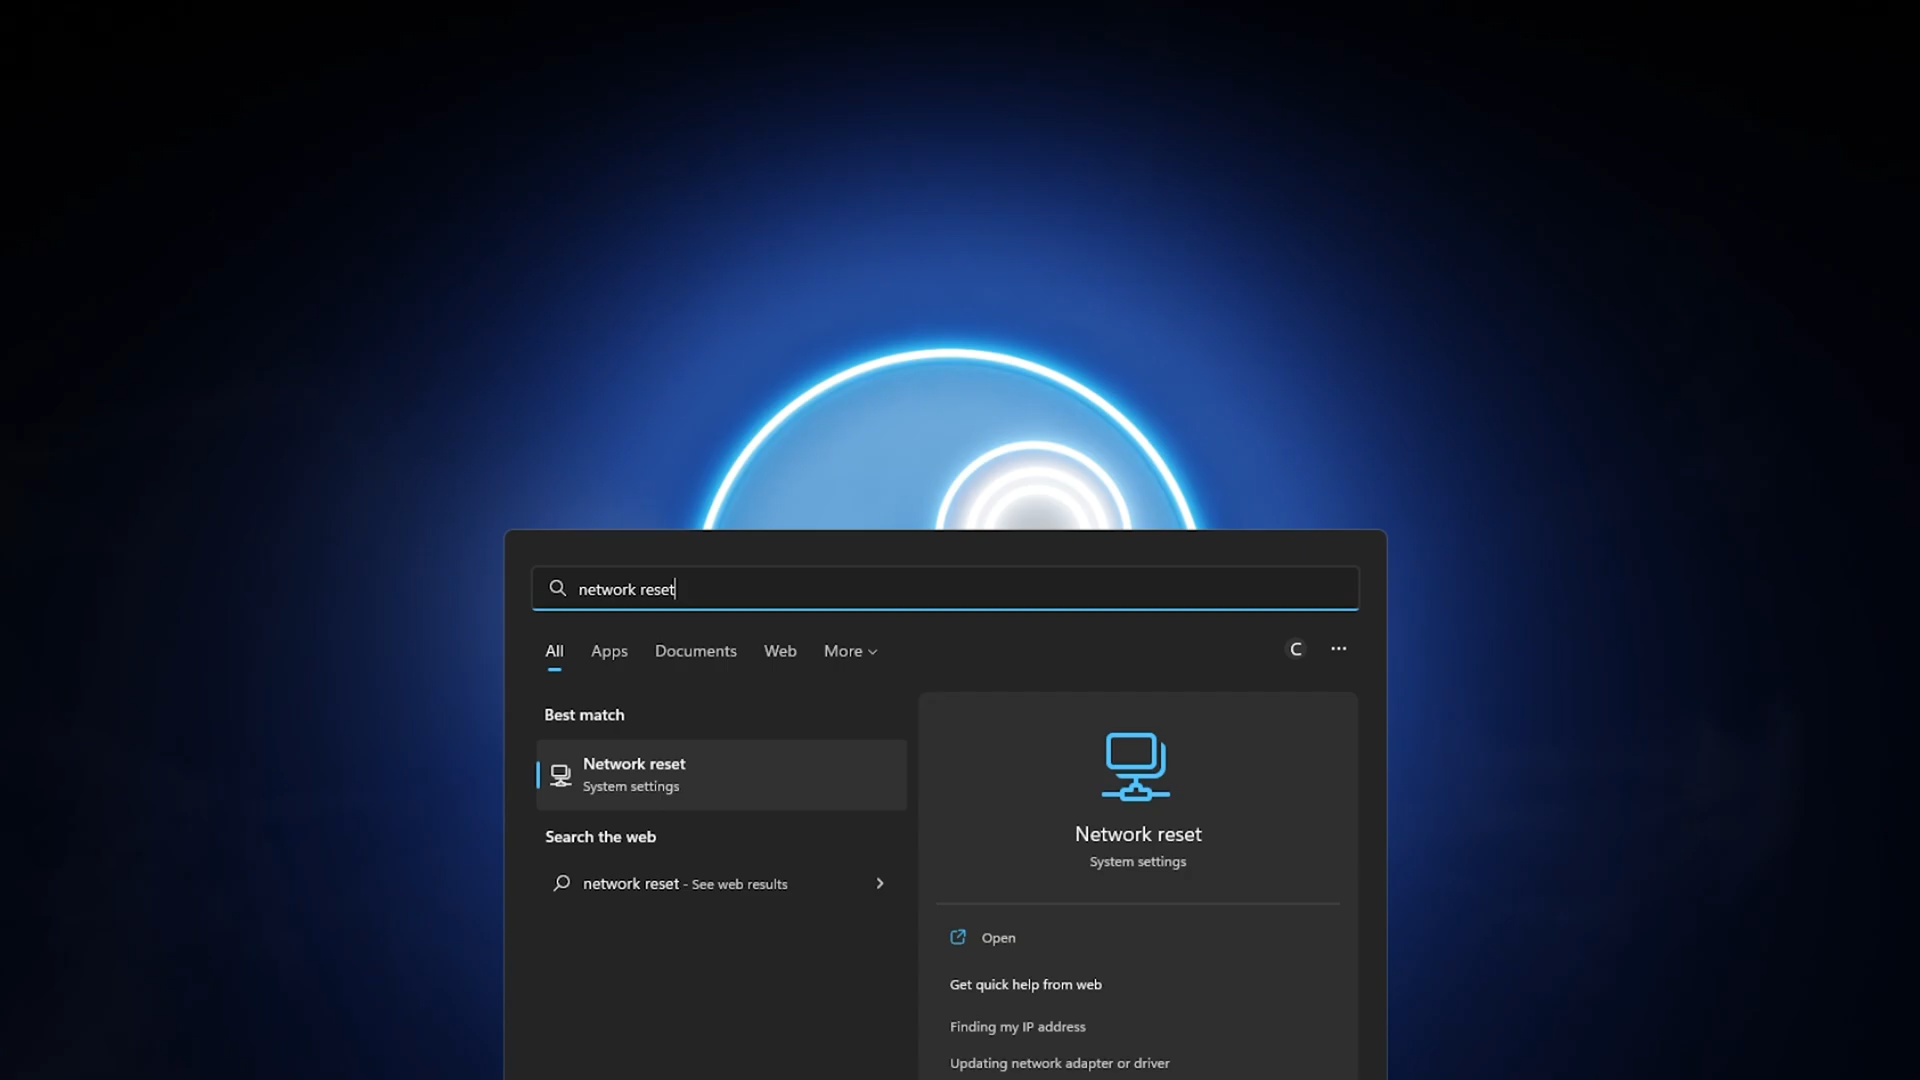 network reset
All Apps Documents Web More C ...
Best match
Network reset
System settings
Search the web
network reset - See web results
Network reset
System settings
Open
Get quick help from web
Finding my IP address
Updating network adapter or driver